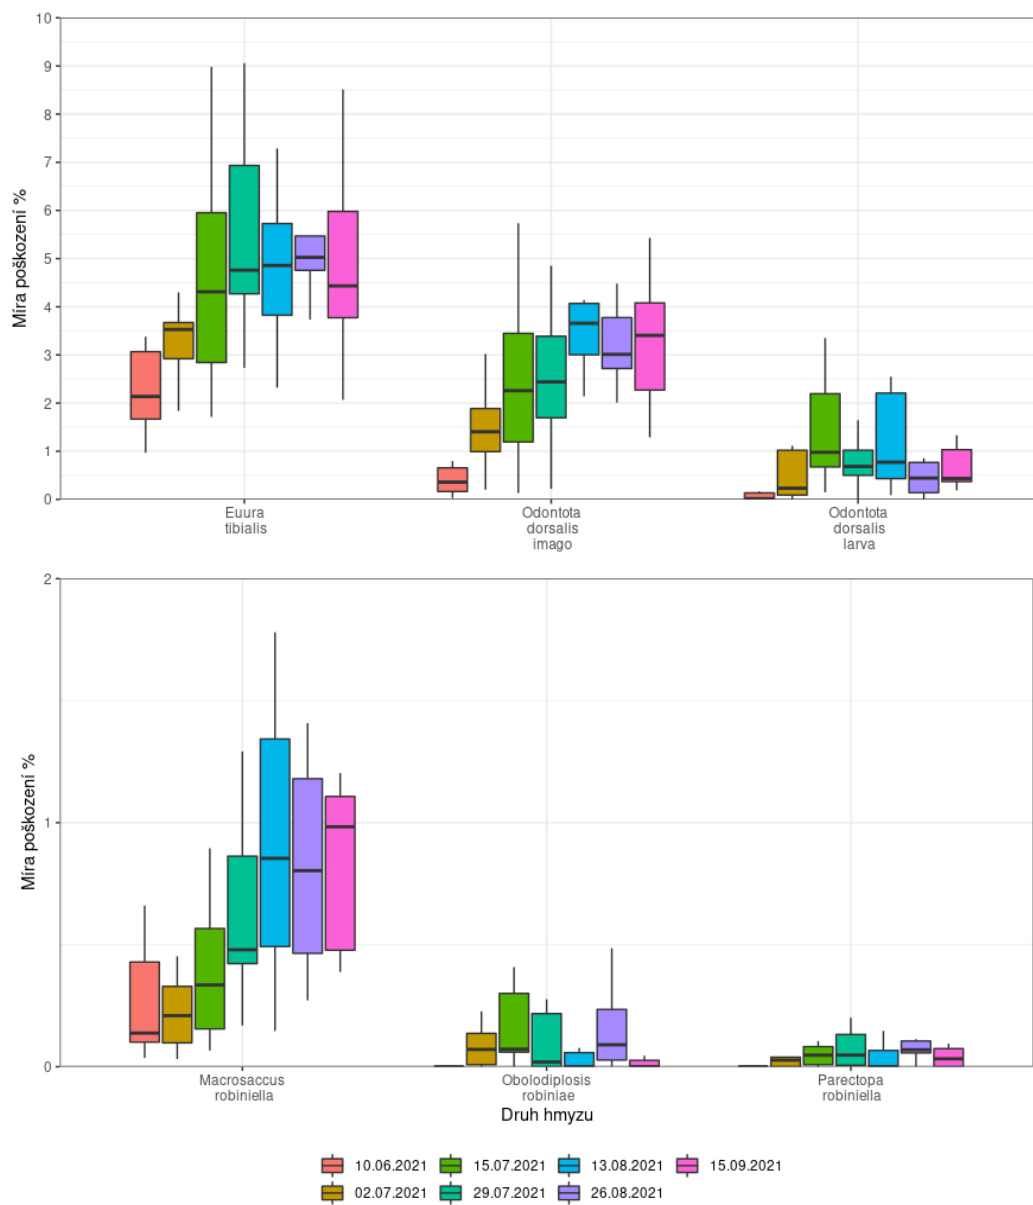 10
9
8
7
6
5
4
3
2
1
0
Míra poškození %
Euura
tibialis
Odontota
dorsalis
imago
Odontota
dorsalis
larva
2
1
0
Míra poškození %
Macrosaccus
robiniella
Obolodiplosis
robiniae
Parectopa
robiniella
Druh hmyzu
10.06.2021 15.07.2021 13.08.2021 15.09.2021
02.07.2021 29.07.2021 26.08.2021